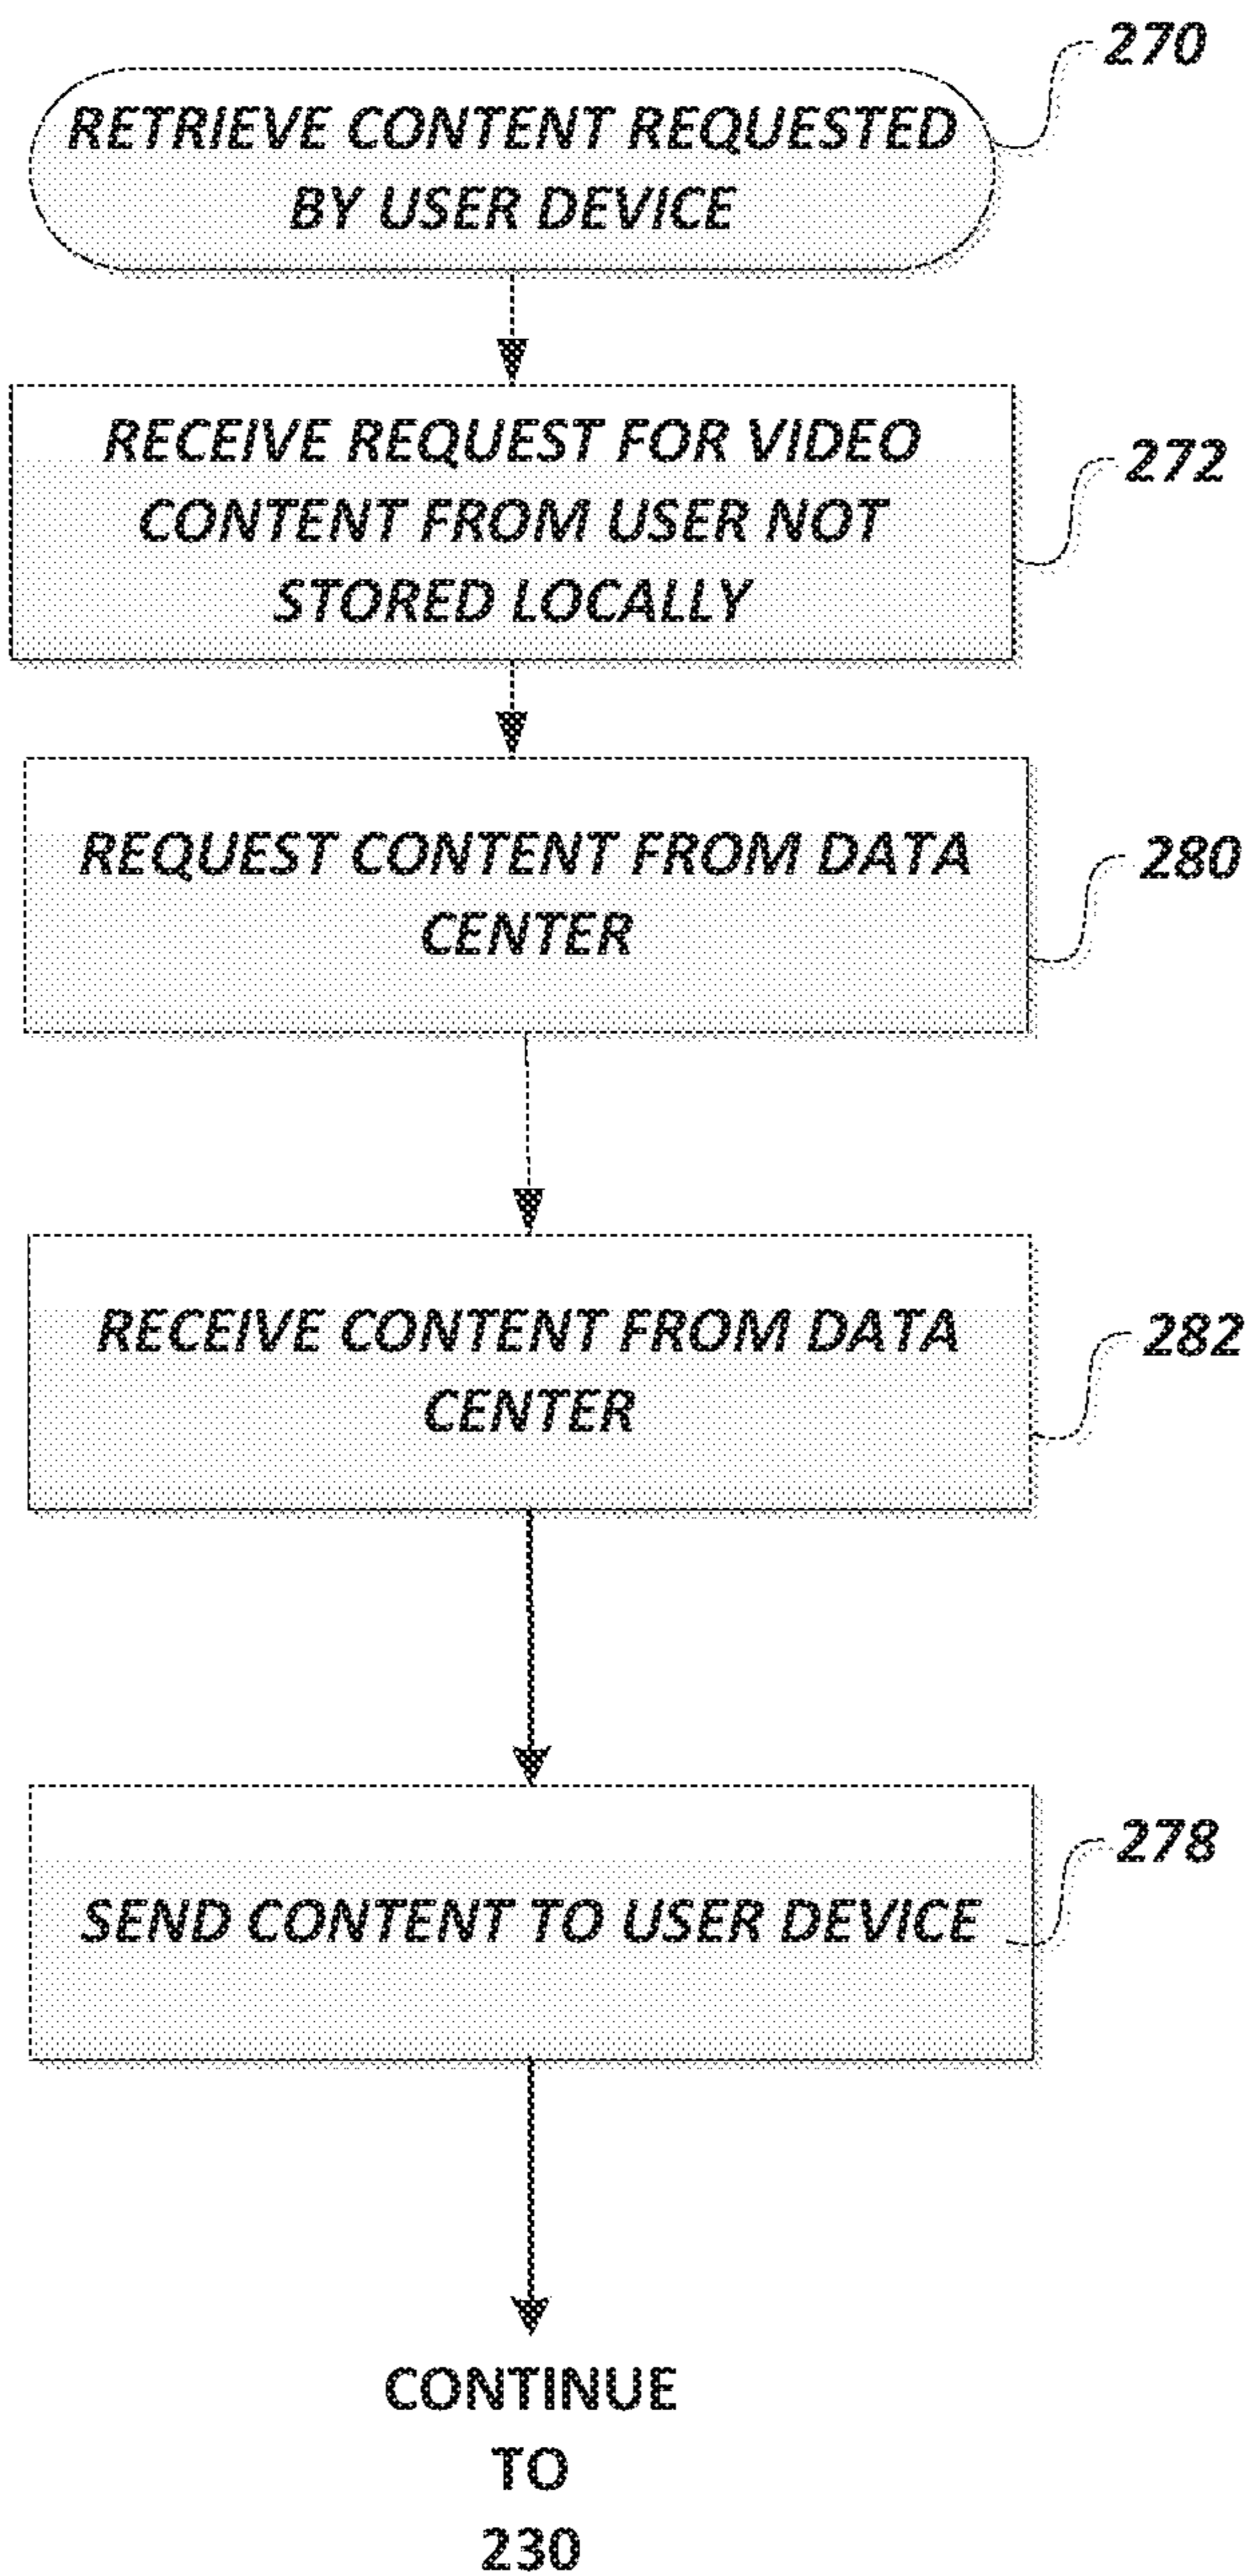 270
RETRIEVE CONTENT REQUESTED
BY USER DEVICE
RECEIVE REQUEST FOR VIDEO
CONTENT FROM USER NOT
STORED LOCALLY
272
REQUEST CONTENT FROM DATA
CENTER
280
RECEIVE CONTENT FROM DATA
CENTER
282
SEND CONTENT TO USER DEVICE
278
CONTINUE
TO
230